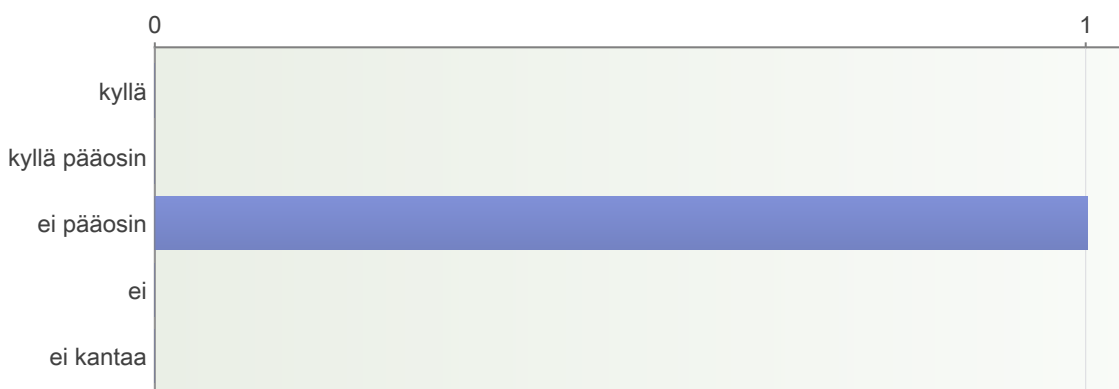 0 1
kyllä
kyllä pääosin
ei pääosin
ei
ei kantaa